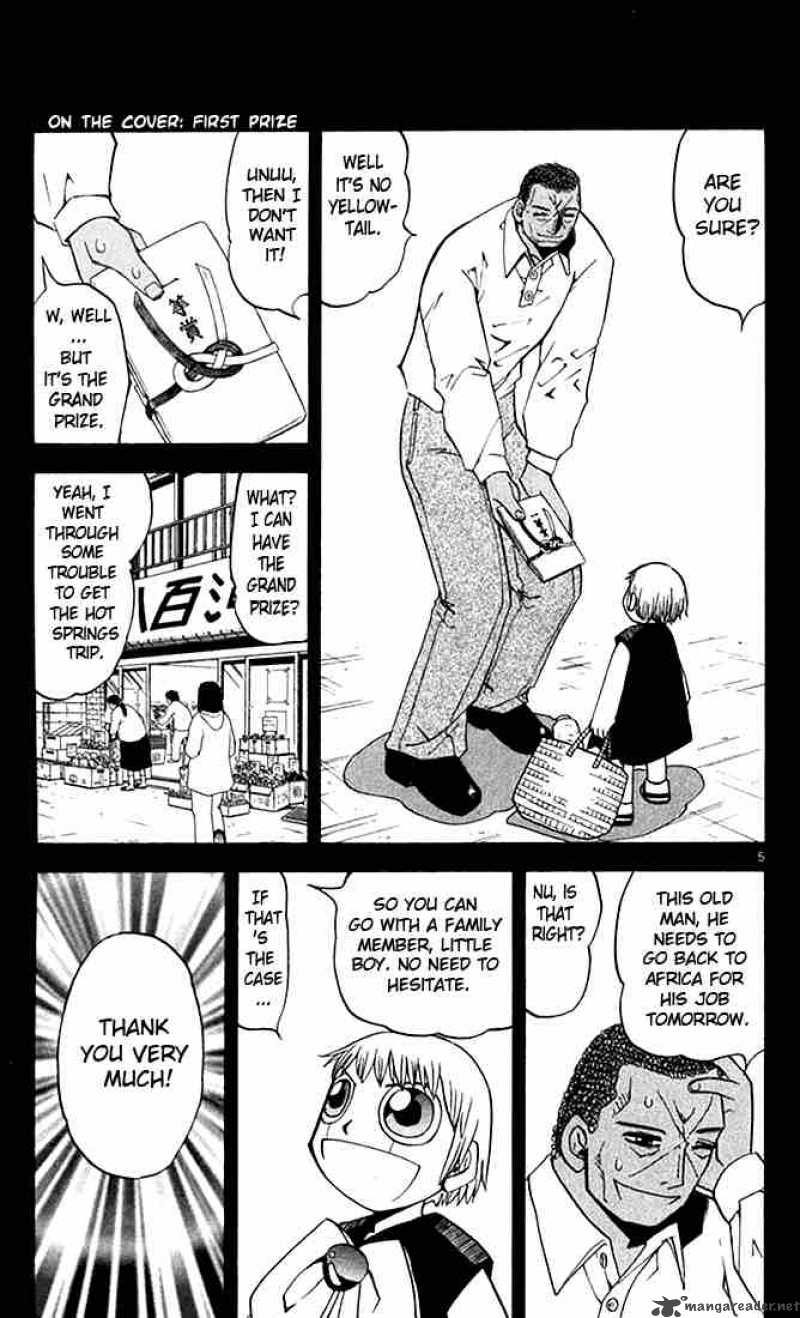 ON THE COVER: FIRST PRIZE
ARE
YOU
SURE?
WELL
IT'S NO
YELLOW-
TAIL.
UNUU,
THEN I
DON'T
WANT
IT!
等賞
W, WELL
...
BUT
IT'S THE
GRAND
PRIZE.
WHAT?
I CAN
HAVE
THE
GRAND
PRIZE?
YEAH, I
WENT
THROUGH
SOME
TROUBLE
TO GET
THE HOT
SPRINGS
TRIP.
百
5
THIS OLD
MAN, HE
NEEDS TO
GO BACK TO
AFRICA FOR
HIS JOB
TOMORROW.
NU, IS
THAT
RIGHT?
SO YOU CAN
GO WITH A FAMILY
MEMBER, LITTLE
BOY. NO NEED TO
HESITATE.
IF
THAT
'S
THE
CASE
...
THANK
YOU VERY
MUCH!
mangareader.net